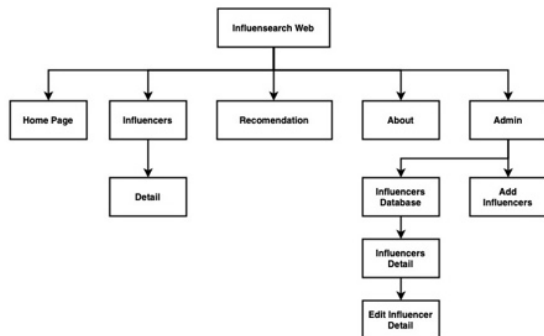 Influensearch Web
Home Page
Influencers
Recomendation
About
Admin
Detail
Influencers
Database
Add
Influencers
Influencers
Detail
Edit Influencer
Detail